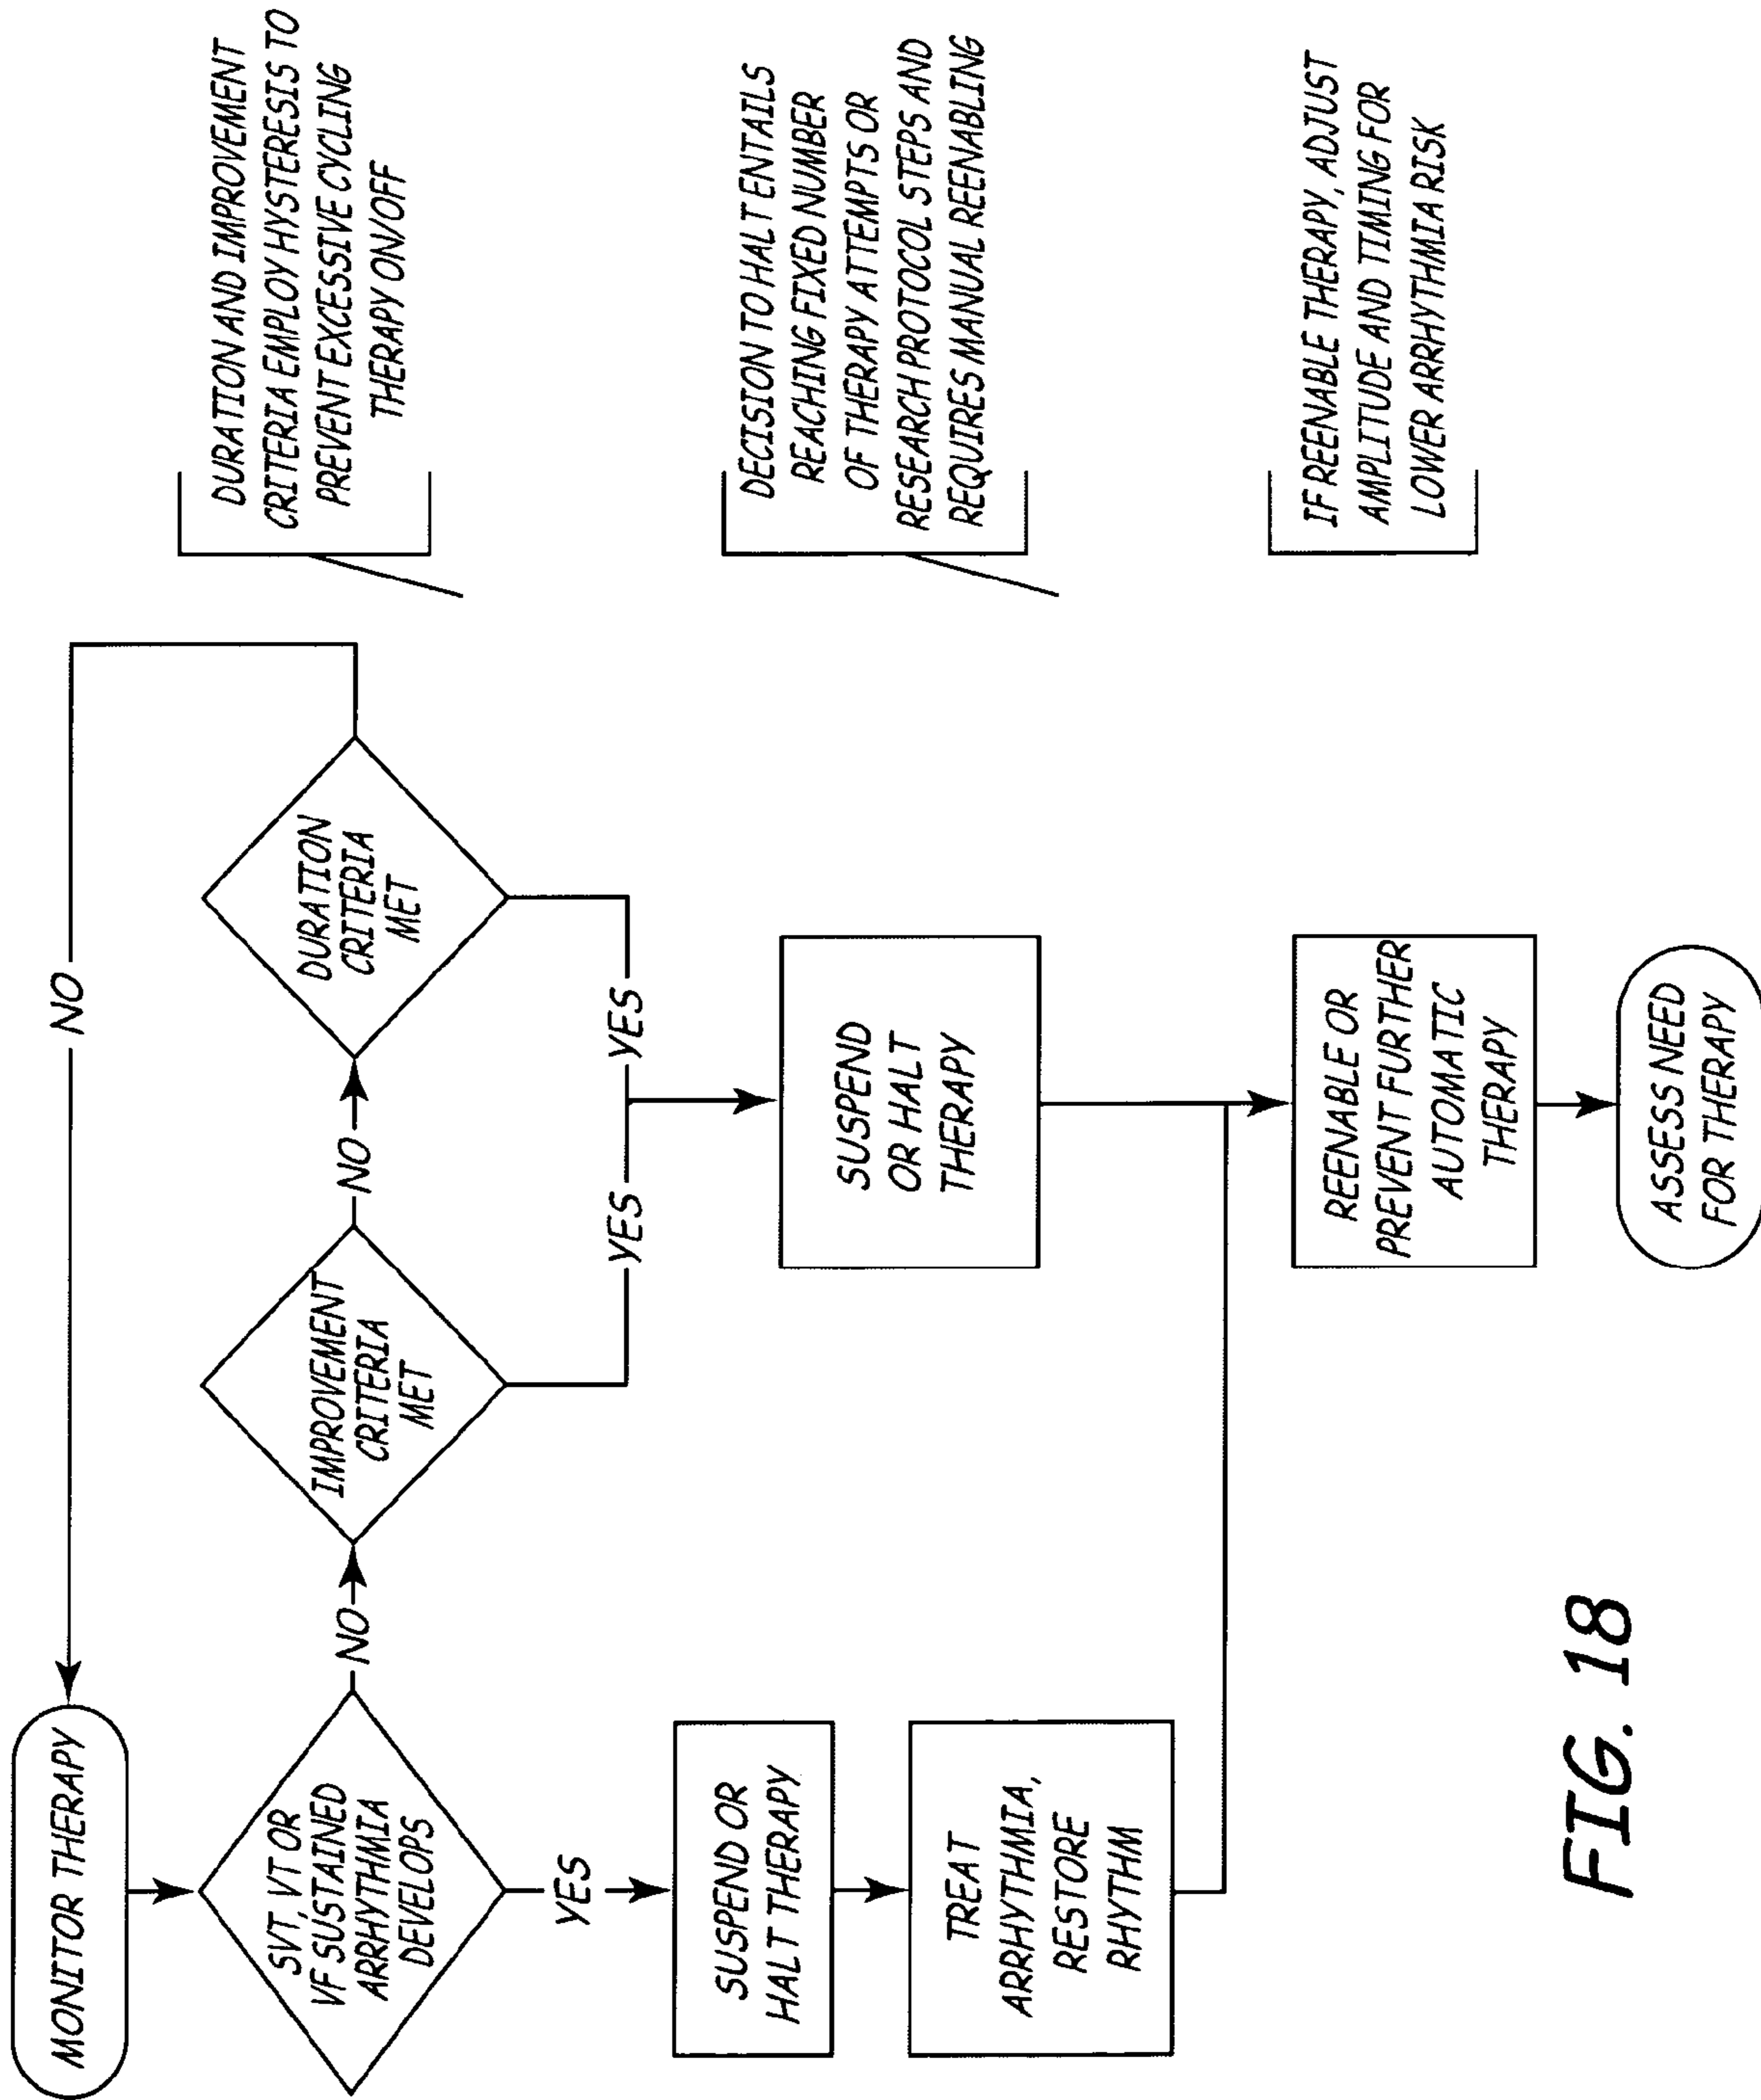 MONITOR THERAPY
NO
SVT, VT OR
VF SUSTAINED
ARRHYTHMIA
DEVELOPS
NO
IMPROVEMENT
CRITERIA
MET
NO
DURATION
CRITERIA
MET
DURATION AND IMPROVEMENT
CRITERIA EMPLOY HYSTERESIS TO
PREVENT EXCESSIVE CYCLING
THERAPY ON/OFF
YES
YES
YES
SUSPEND OR
HALT THERAPY
SUSPEND
OR HALT
THERAPY
DECISION TO HALT ENTAILS
REACHING FIXED NUMBER
OF THERAPY ATTEMPTS OR
RESEARCH PROTOCOL STEPS AND
REQUIRES MANUAL REENABLING
TREAT
ARRHYTHMIA,
RESTORE
RHYTHM
REENABLE OR
PREVENT FURTHER
AUTOMATIC
THERAPY
IF REENABLE THERAPY, ADJUST
AMPLITUDE AND TIMING FOR
LOWER ARRHYTHMIA RISK
ASSESS NEED
FOR THERAPY
FIG. 18